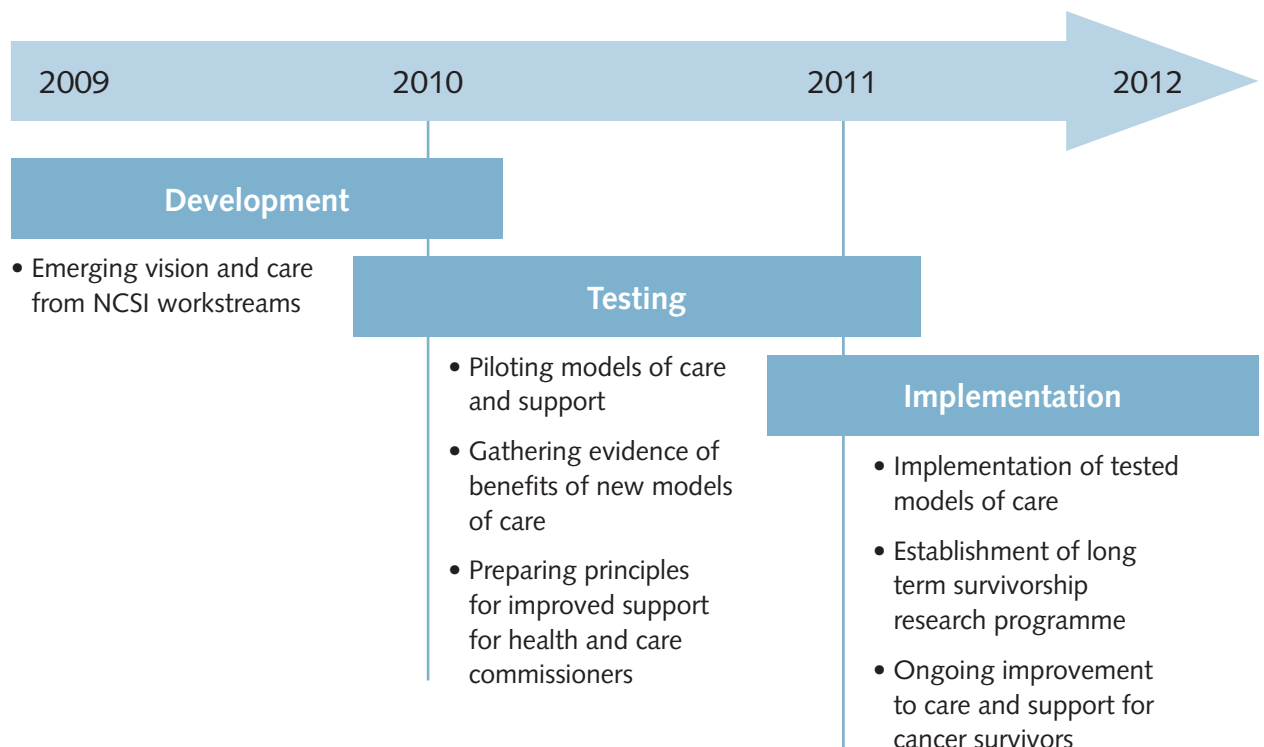 2009 2010 2011 2012
Development
• Emerging vision and care
from NCSI workstreams
Testing
• Piloting models of care
and support
• Gathering evidence of
benefits of new models
of care
• Preparing principles
for improved support
for health and care
commissioners
Implementation
• Implementation of tested
models of care
• Establishment of long
term survivorship
research programme
• Ongoing improvement
to care and support for
cancer survivors